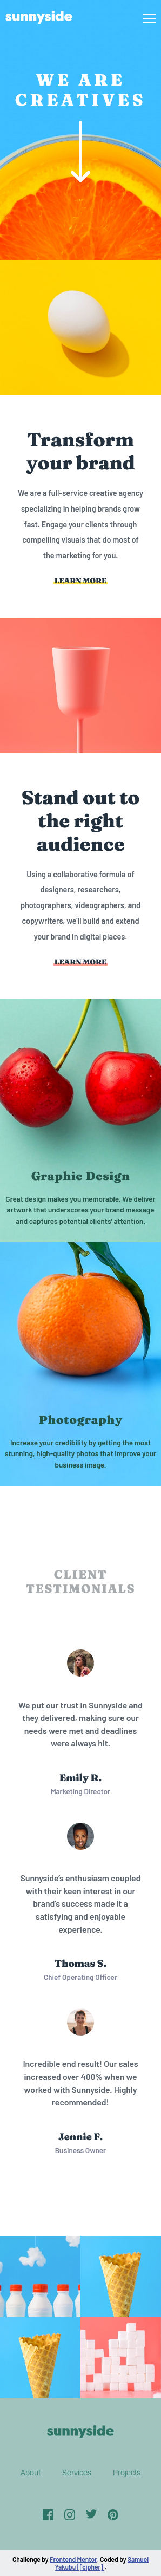 sunnyside
WE ARE
CREATIVES
Transform
your brand
We are a full-service creative agency
specializing in helping brands grow
fast. Engage your clients through
compelling visuals that do most of
the marketing for you.
LEARN MORE
Stand out to
the right
audience
Using a collaborative formula of
designers, researchers,
photographers, videographers, and
copywriters, we'll build and extend
your brand in digital places.
LEARN MORE
Graphic Design
Great design makes you memorable. We deliver
artwork that underscores your brand message
and captures potential clients' attention.
Photography
Increase your credibility by getting the most
stunning, high-quality photos that improve your
business image.
CLIENT
TESTIMONIALS
We put our trust in Sunnyside and
they delivered, making sure our
needs were met and deadlines
were always hit.
Emily R.
Marketing Director
Sunnyside's enthusiasm coupled
with their keen interest in our
brand's success made it a
satisfying and enjoyable
experience.
Thomas S.
Chief Operating Officer
Incredible end result! Our sales
increased over 400% when we
worked with Sunnyside. Highly
recommended!
Jennie F.
Business Owner
sunnyside
About Services Projects
Challenge by Frontend Mentor. Coded by Samuel
Yakubu|[cipher].